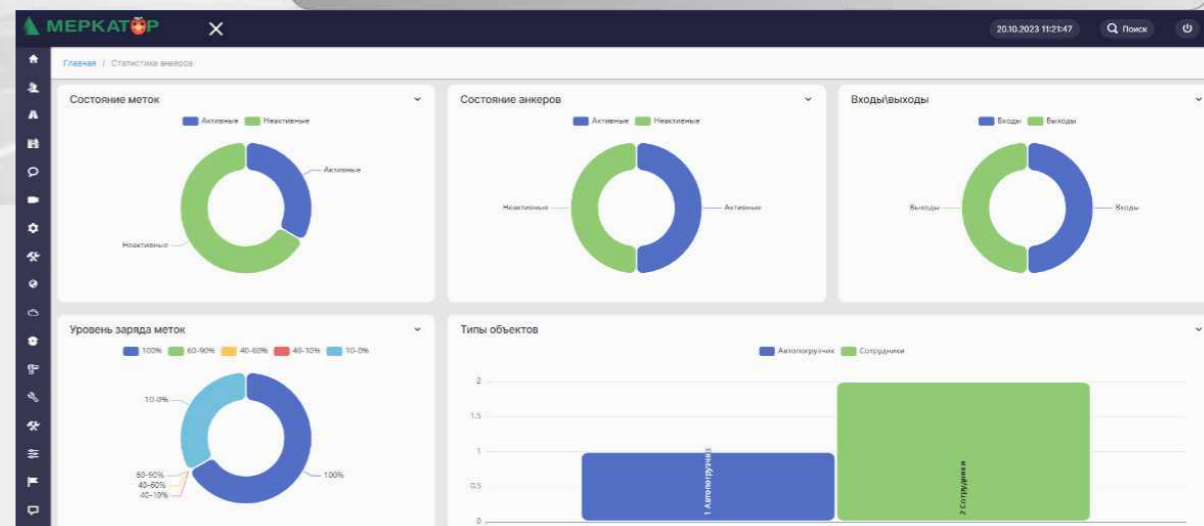 МЕРКАТОР
20.10.2023 11:21:47
Поиск
Главная / Статистика анкеров
Состояние меток
Активные Неактивные
Активные
Неактивные
Состояние анкеров
Активные Неактивные
Неактивные
Активные
Входы\выходы
Входы Выходы
Выходы
Входы
Уровень заряда меток
100% 60-90% 40-60% 40-10% 10-0%
10-0%
60-90%
40-60%
40-10%
100%
Типы объектов
Автопогрузчик Сотрудники
2
1.5
1
0.5
0
1 Автопогрузчик
2 Сотрудники